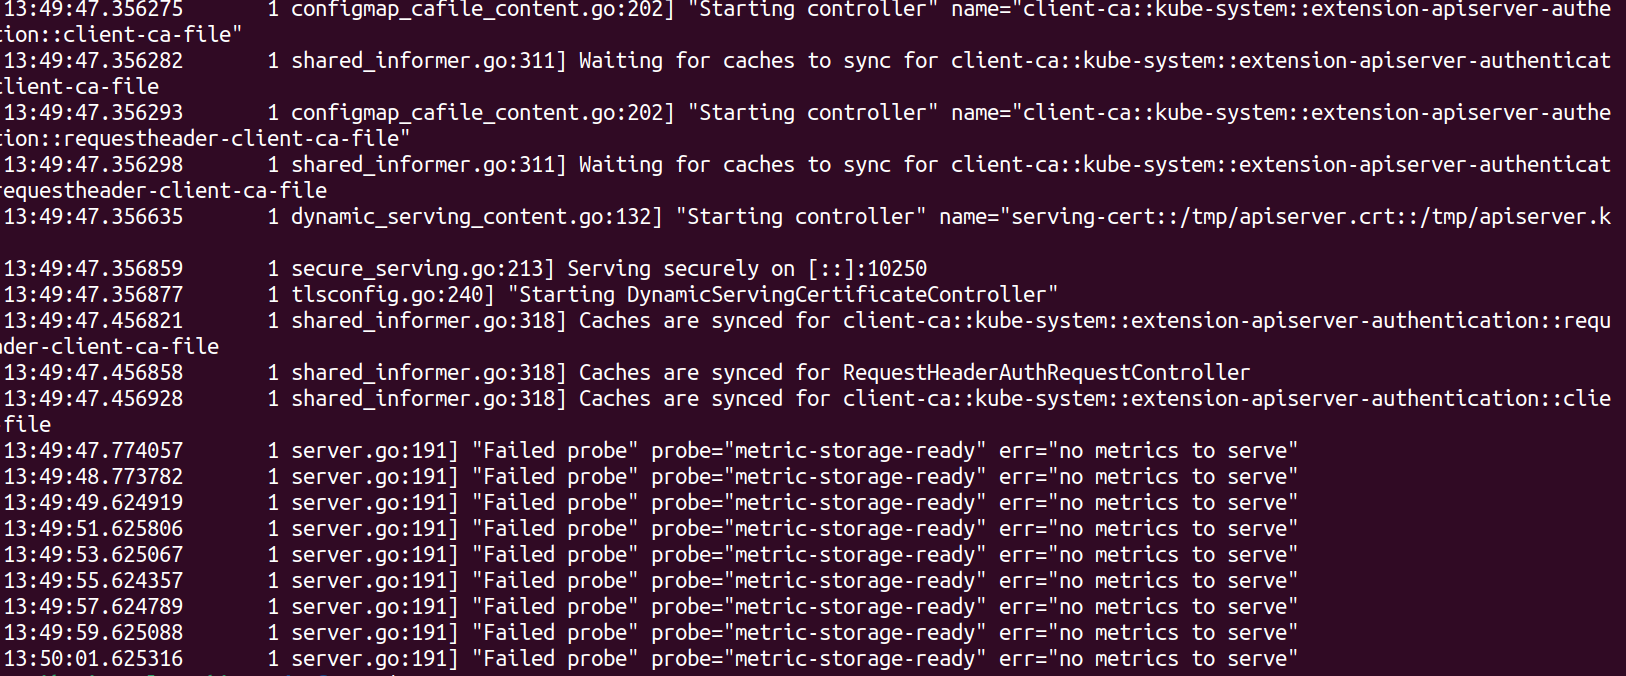 13:49:47.356275       1 configmap_cafile_content.go:202] "Starting controller" name="client-ca::kube-system::extension-apiserver-authe
tion::client-ca-file"
13:49:47.356282       1 shared_informer.go:311] Waiting for caches to sync for client-ca::kube-system::extension-apiserver-authenticat
client-ca-file
13:49:47.356293       1 configmap_cafile_content.go:202] "Starting controller" name="client-ca::kube-system::extension-apiserver-authe
tion::requestheader-client-ca-file"
13:49:47.356298       1 shared_informer.go:311] Waiting for caches to sync for client-ca::kube-system::extension-apiserver-authenticat
requestheader-client-ca-file
13:49:47.356635       1 dynamic_serving_content.go:132] "Starting controller" name="serving-cert::/tmp/apiserver.crt::/tmp/apiserver.k
13:49:47.356859       1 secure_serving.go:213] Serving securely on [::]:10250
13:49:47.356877       1 tlsconfig.go:240] "Starting DynamicServingCertificateController"
13:49:47.456821       1 shared_informer.go:318] Caches are synced for client-ca::kube-system::extension-apiserver-authentication::requ
ader-client-ca-file
13:49:47.456858       1 shared_informer.go:318] Caches are synced for RequestHeaderAuthRequestController
13:49:47.456928       1 shared_informer.go:318] Caches are synced for client-ca::kube-system::extension-apiserver-authentication::clie
-file
13:49:47.774057       1 server.go:191] "Failed probe" probe="metric-storage-ready" err="no metrics to serve"
13:49:48.773782       1 server.go:191] "Failed probe" probe="metric-storage-ready" err="no metrics to serve"
13:49:49.624919       1 server.go:191] "Failed probe" probe="metric-storage-ready" err="no metrics to serve"
13:49:51.625806       1 server.go:191] "Failed probe" probe="metric-storage-ready" err="no metrics to serve"
13:49:53.625067       1 server.go:191] "Failed probe" probe="metric-storage-ready" err="no metrics to serve"
13:49:55.624357       1 server.go:191] "Failed probe" probe="metric-storage-ready" err="no metrics to serve"
13:49:57.624789       1 server.go:191] "Failed probe" probe="metric-storage-ready" err="no metrics to serve"
13:49:59.625088       1 server.go:191] "Failed probe" probe="metric-storage-ready" err="no metrics to serve"
13:50:01.625316       1 server.go:191] "Failed probe" probe="metric-storage-ready" err="no metrics to serve"